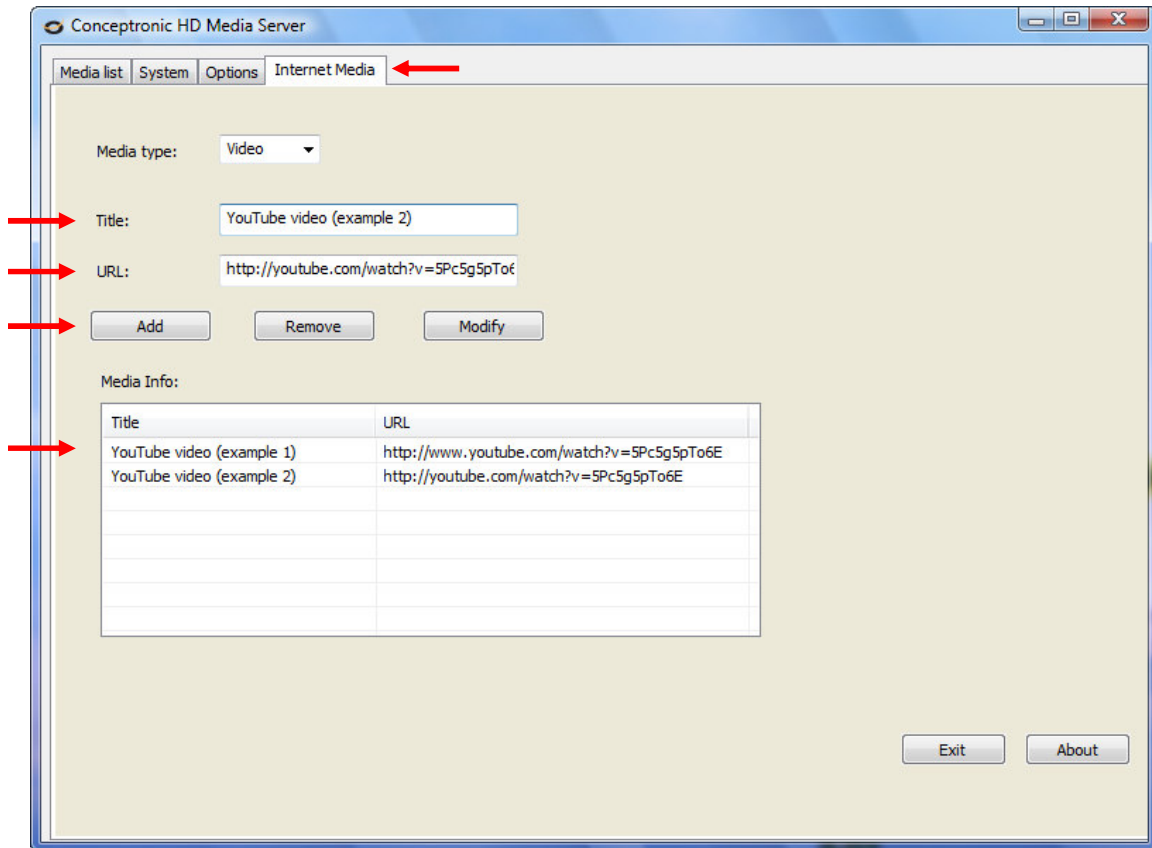 Conceptronic HD Media Server
Media list System Options Internet Media
Media type: Video
Title: YouTube video (example 2)
URL: http://youtube.com/watch?v=5Pc5g5pTo6
Add Remove Modify
Media Info:
Title URL
YouTube video (example 1) http://www.youtube.com/watch?v=5Pc5g5pTo6E
YouTube video (example 2) http://youtube.com/watch?v=5Pc5g5pTo6E
Exit About